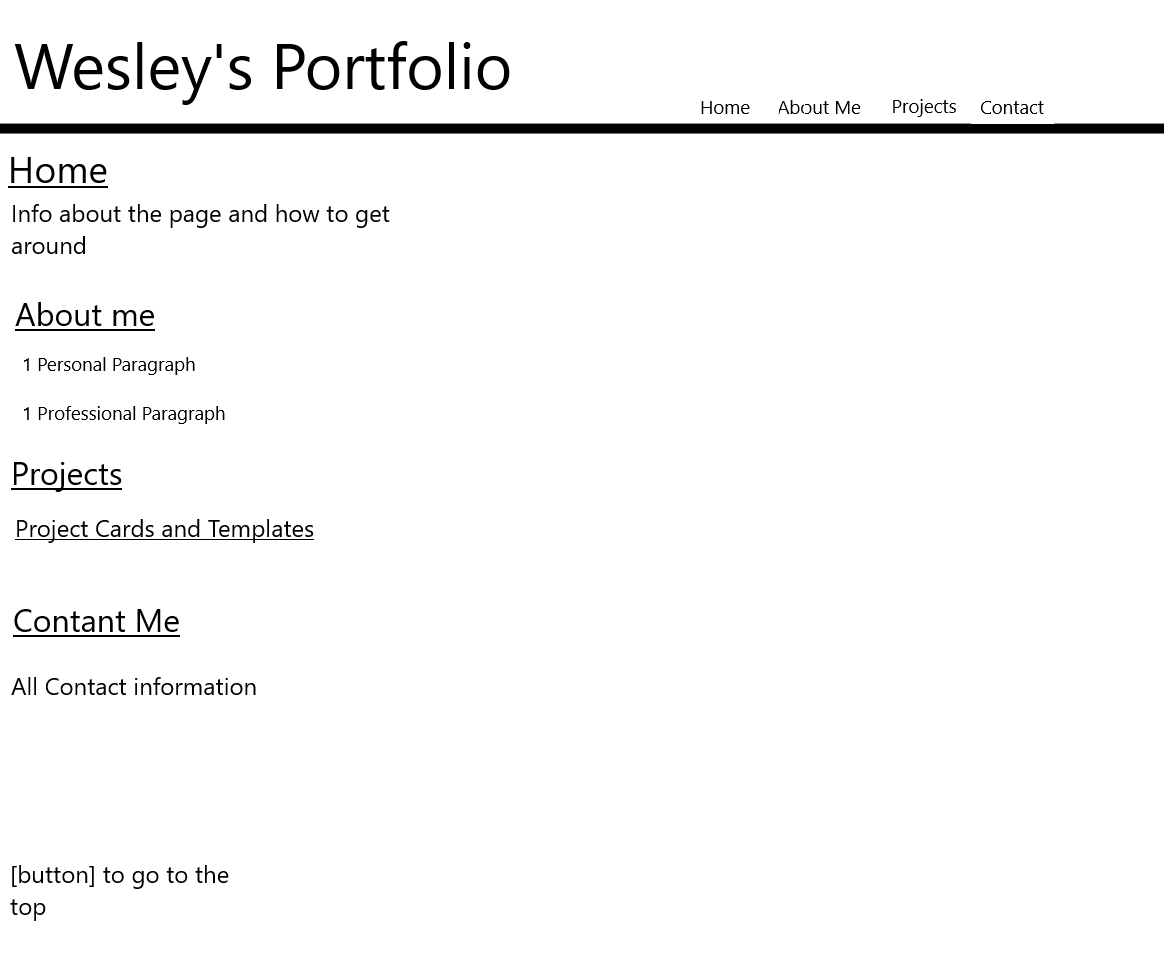 Wesley's Portfolio
Home About Me Projects Contact
Home
Info about the page and how to get
around
About me
1 Personal Paragraph
1 Professional Paragraph
Projects
Project Cards and Templates
Contant Me
All Contact information
[button] to go to the
top